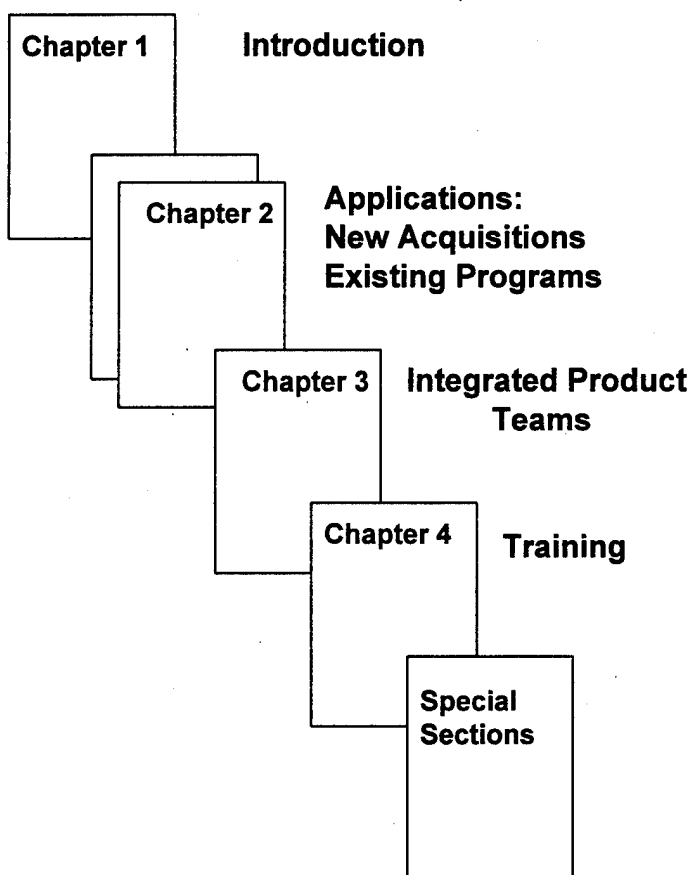 Chapter 1
Introduction
Chapter 2
Applications:
New Acquisitions
Existing Programs
Chapter 3
Integrated Product
Teams
Chapter 4
Training
Special
Sections